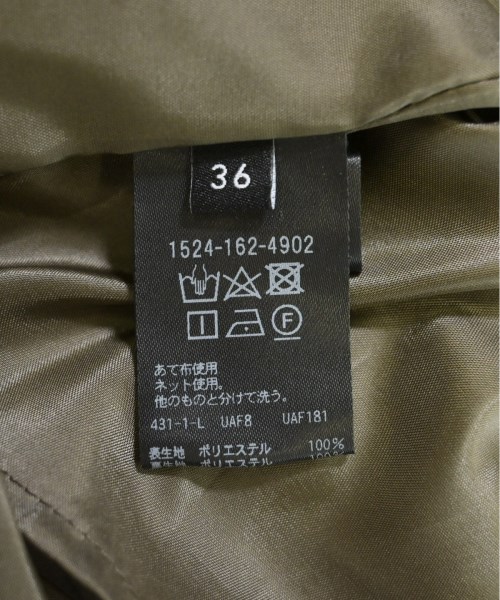 36
1524-162-4902
F
あて布使用
ネット使用。
他のものと分けて洗う。
431-1-L UAF8 UAF181
表生地 ポリエステル 100%